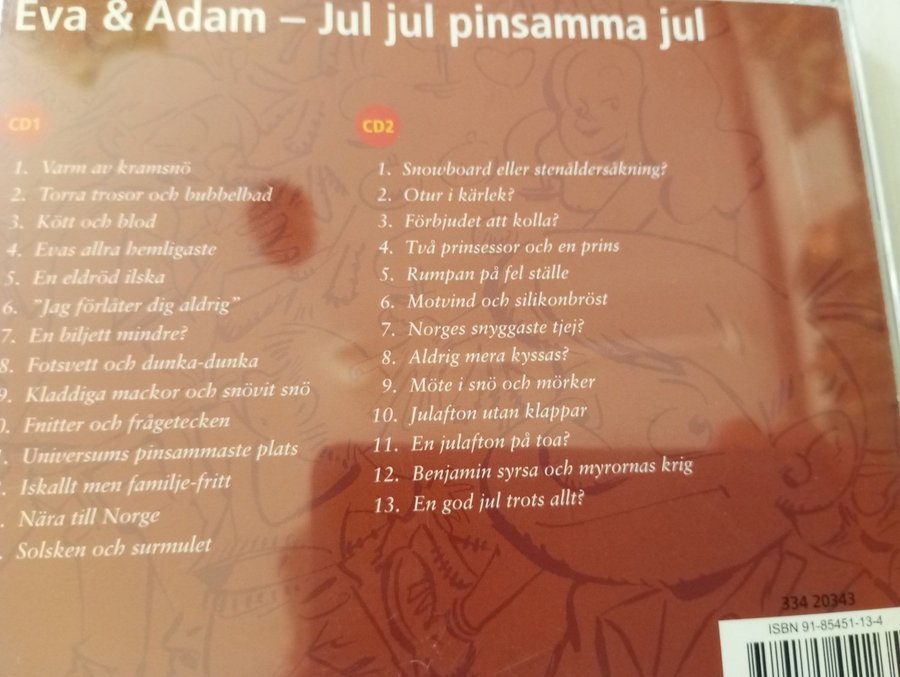 Eva & Adam – Jul jul pinsamma jul
CD1
1. Varm av kramsnö
2. Torra trosor och bubbelbad
3. Kött och blod
4. Evas allra hemligaste
5. En eldröd ilska
6. "Jag förlåter dig aldrig"
7. En biljett mindre?
8. Fotsvett och dunka-dunka
9. Kladdiga mackor och snövit snö
0. Fnitter och frågetecken
. Universums pinsammaste plats
. Iskallt men familje-fritt
. Nära till Norge
. Solsken och surmulet
CD2
1. Snowboard eller stenåldersåkning?
2. Otur i kärlek?
3. Förbjudet att kolla?
4. Två prinsessor och en prins
5. Rumpan på fel ställe
6. Motvind och silikonbröst
7. Norges snyggaste tjej?
8. Aldrig mera kyssas?
9. Möte i snö och mörker
10. Julafton utan klappar
11. En julafton på toa?
12. Benjamin syrsa och myrornas krig
13. En god jul trots allt?
334 20343
ISBN 91-85451-13-4